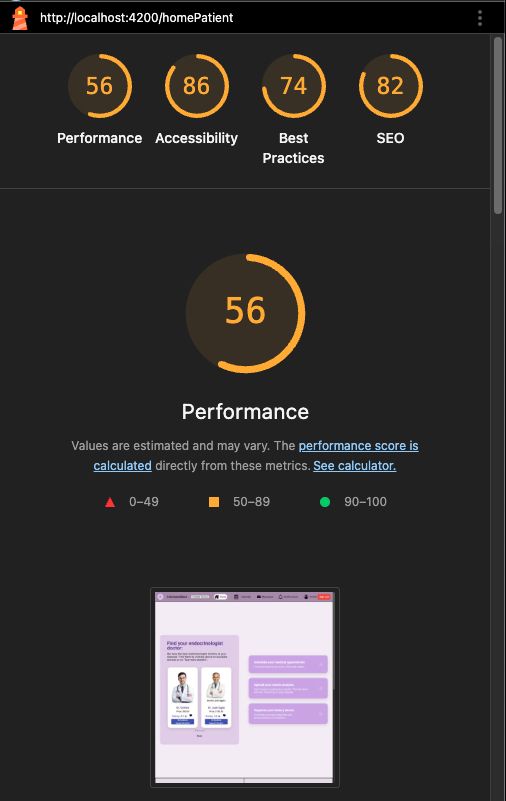 http://localhost:4200/homePatient
56
86
74
82
Performance
Accessibility
Best
Practices
SEO
56
Performance
Values are estimated and may vary. The performance score is
calculated directly from these metrics. See calculator.
0–49
50–89
90–100
Find your endocrinologist
doctor